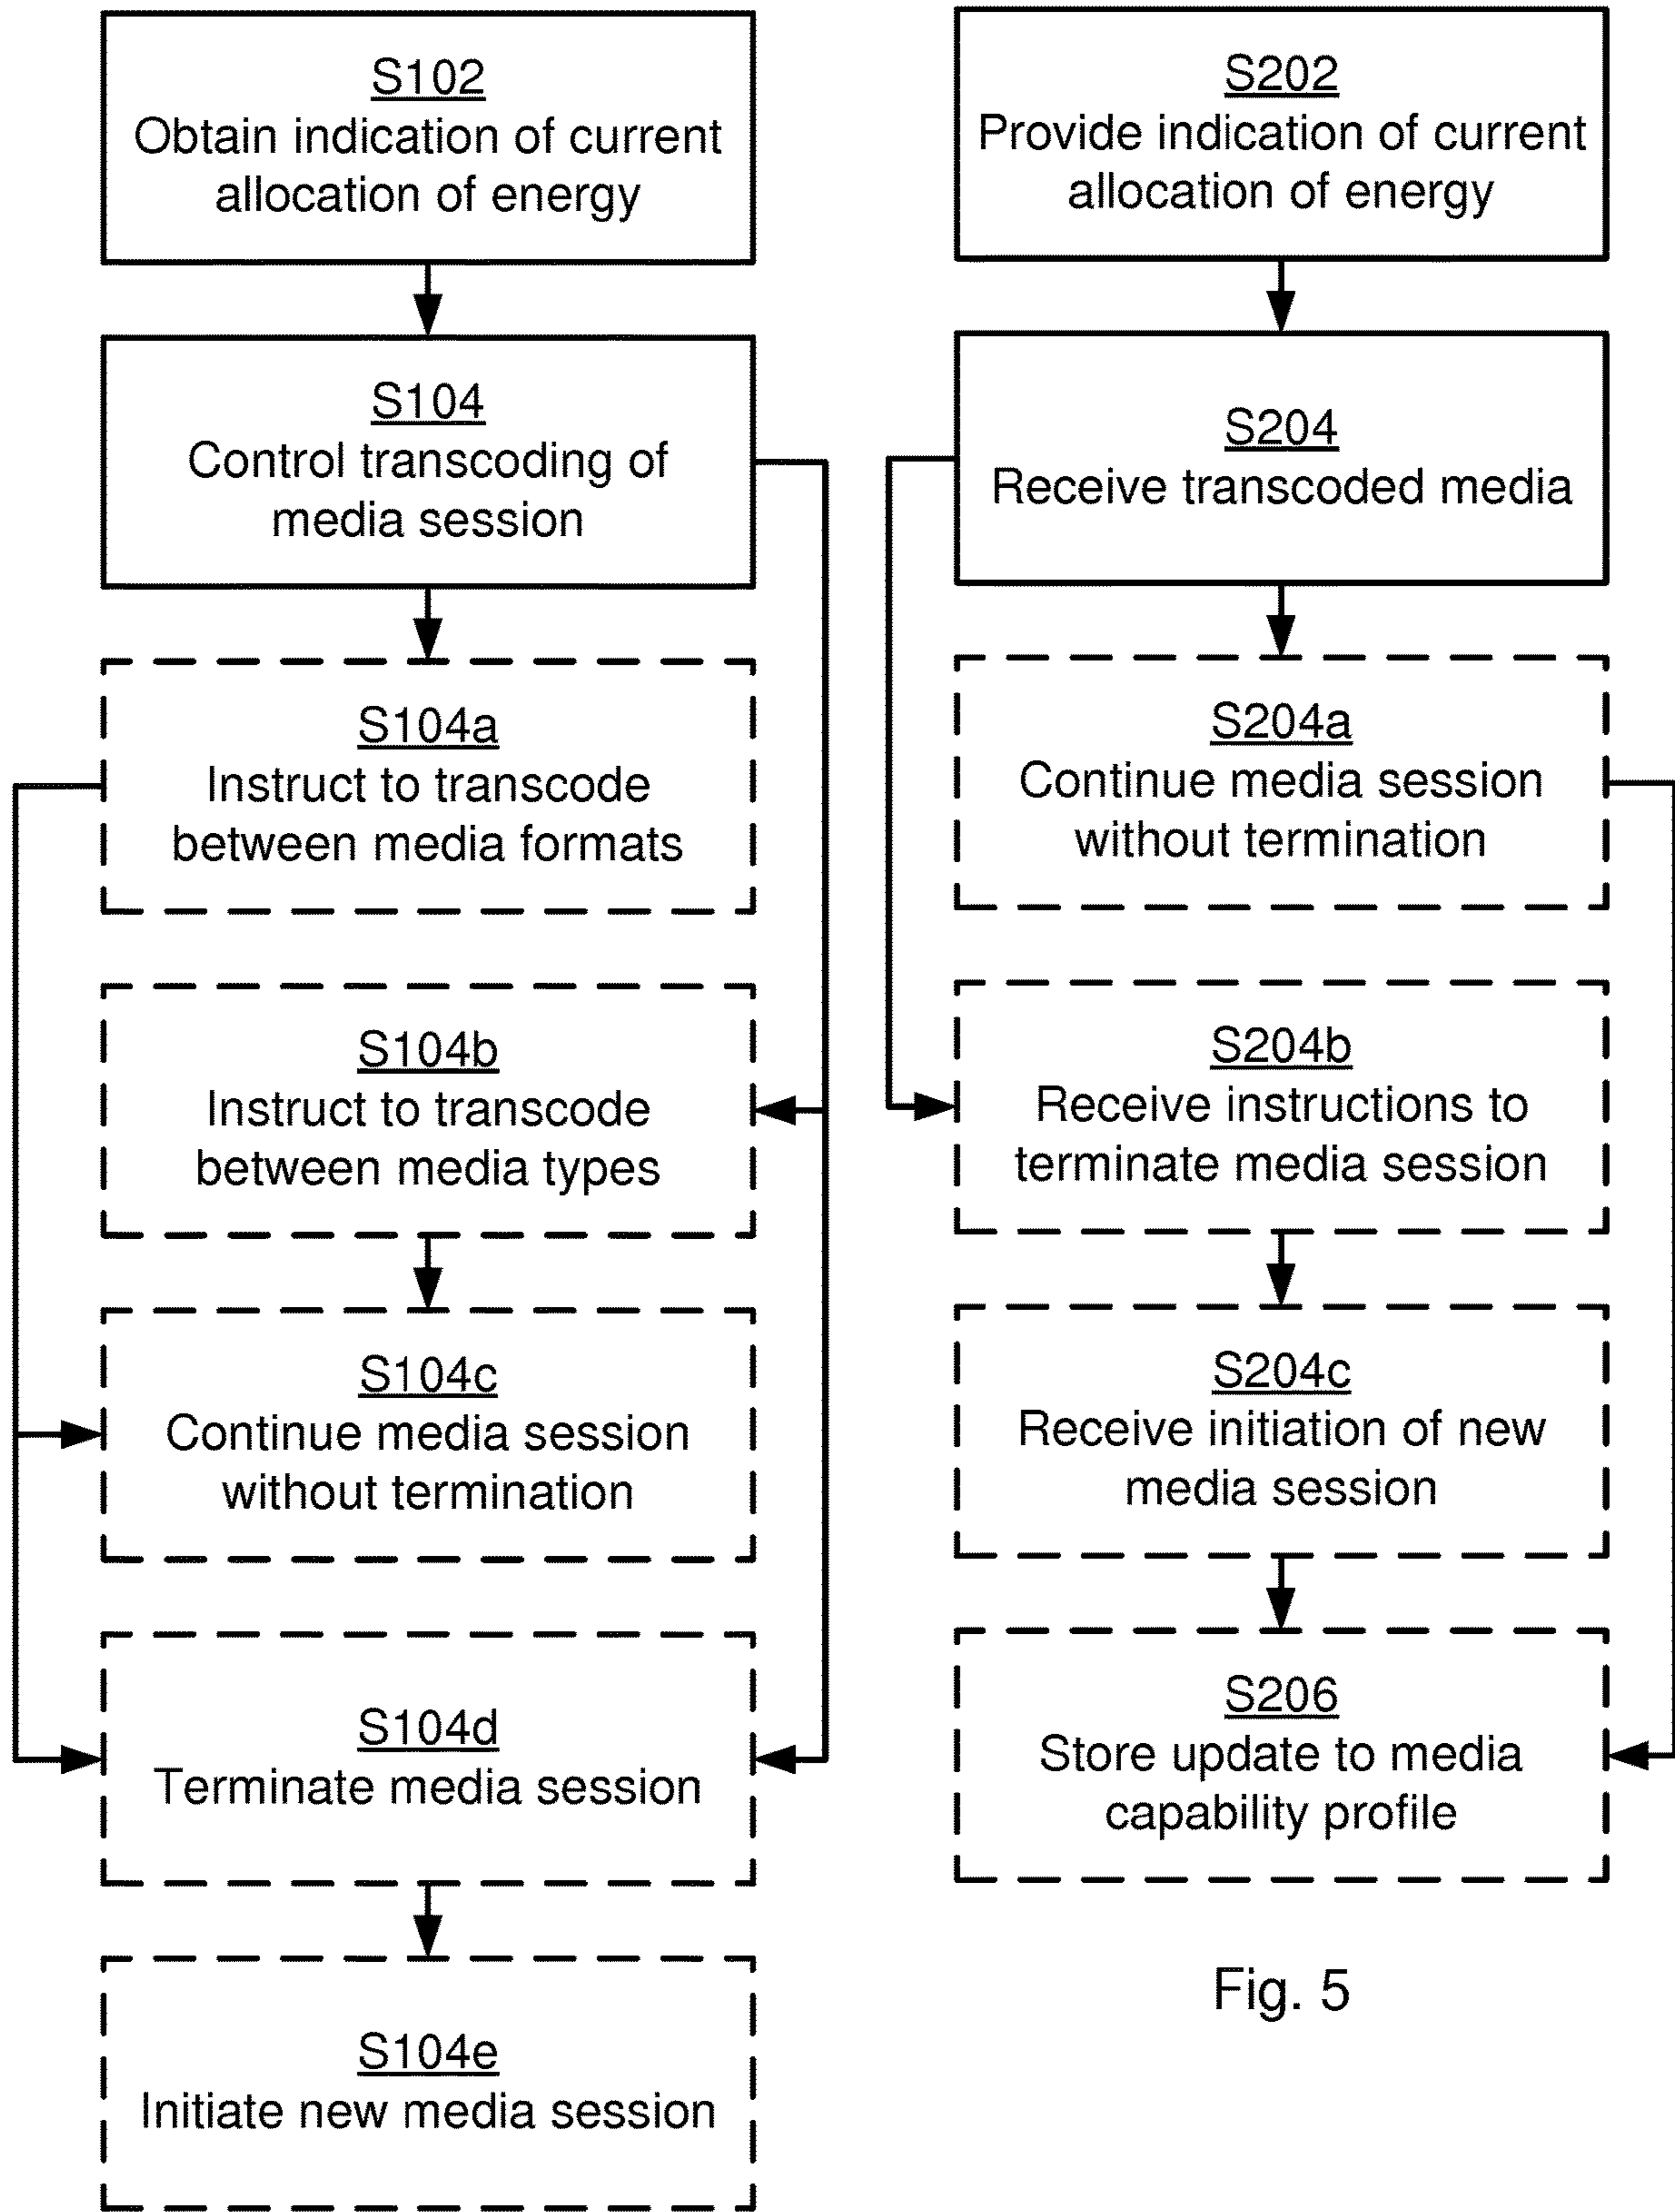 S102
Obtain indication of current
allocation of energy
S104
Control transcoding of
media session
S104a
Instruct to transcode
between media formats
S104b
Instruct to transcode
between media types
S104c
Continue media session
without termination
S104d
Terminate media session
S104e
Initiate new media session
S202
Provide indication of current
allocation of energy
S204
Receive transcoded media
S204a
Continue media session
without termination
S204b
Receive instructions to
terminate media session
S204c
Receive initiation of new
media session
S206
Store update to media
capability profile
Fig. 5